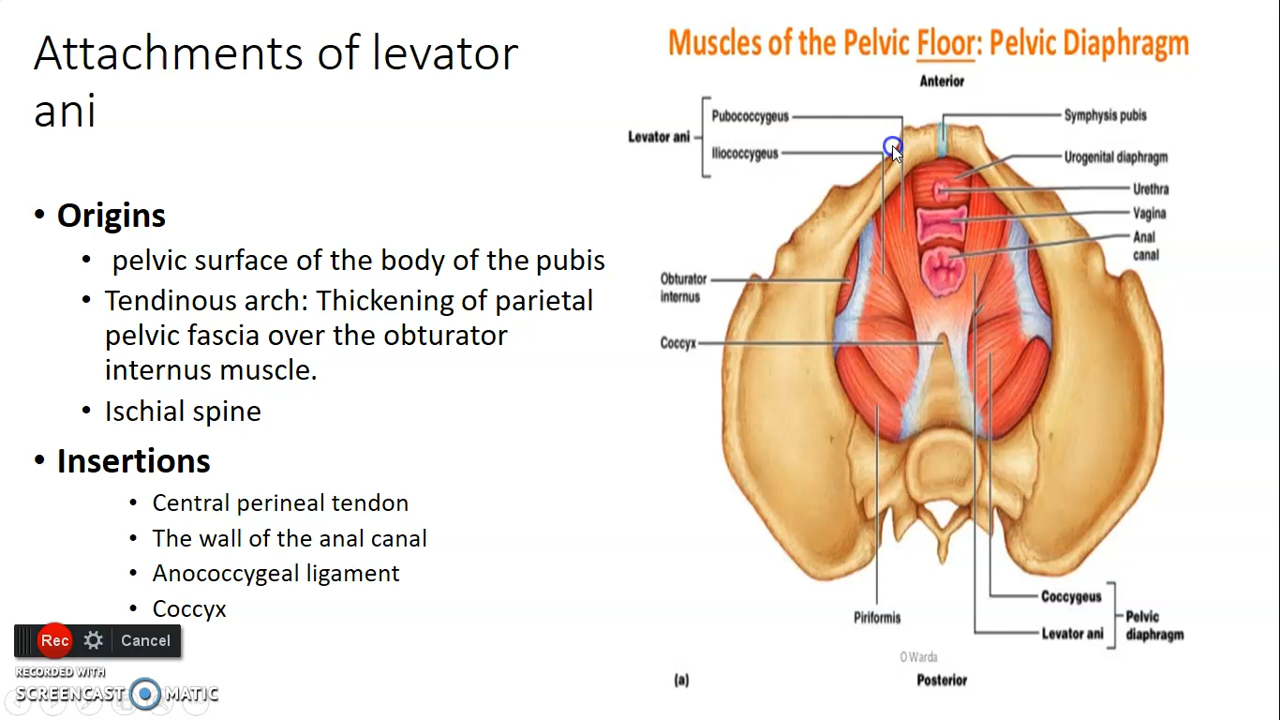 Attachments of levator
ani
• Origins
• pelvic surface of the body of the pubis
• Tendinous arch: Thickening of parietal
pelvic fascia over the obturator
internus muscle.
• Ischial spine
• Insertions
• Central perineal tendon
• The wall of the anal canal
• Anococcygeal ligament
• Coccyx
Rec
Cancel
RECORDED WITH
SCREENCAST MATIC
Muscles of the Pelvic Floor: Pelvic Diaphragm
Anterior
Levator ani
Pubococcygeus
Iliococcygeus
Symphysis pubis
Urogenital diaphragm
Urethra
Vagina
Anal
canal
Obturator
internus
Coccyx
Piriformis
Coccygeus
Levator ani
Pelvic
diaphragm
O Warda
(a)
Posterior